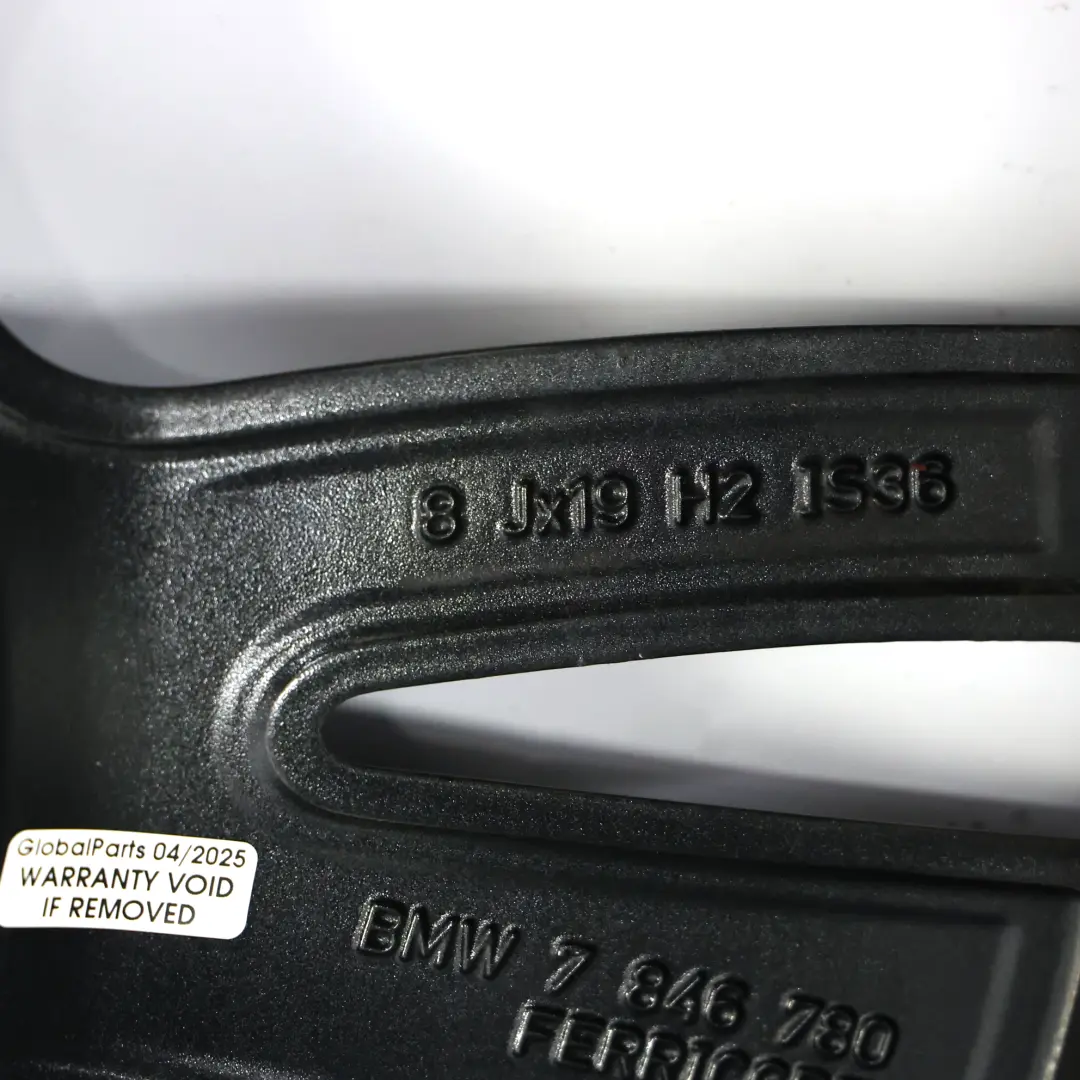 8 Jx19 H2 IS36
GlobalParts 04/2025
WARRANTY VOID
IF REMOVED
BMW 7 846 780